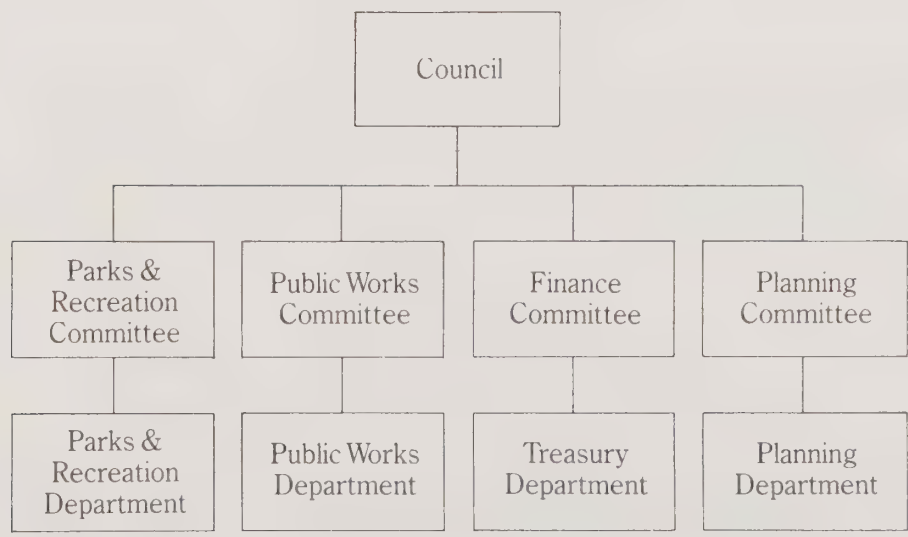 Council
Parks &
Recreation
Committee
Public Works
Committee
Finance
Committee
Planning
Committee
Parks &
Recreation
Department
Public Works
Department
Treasury
Department
Planning
Department